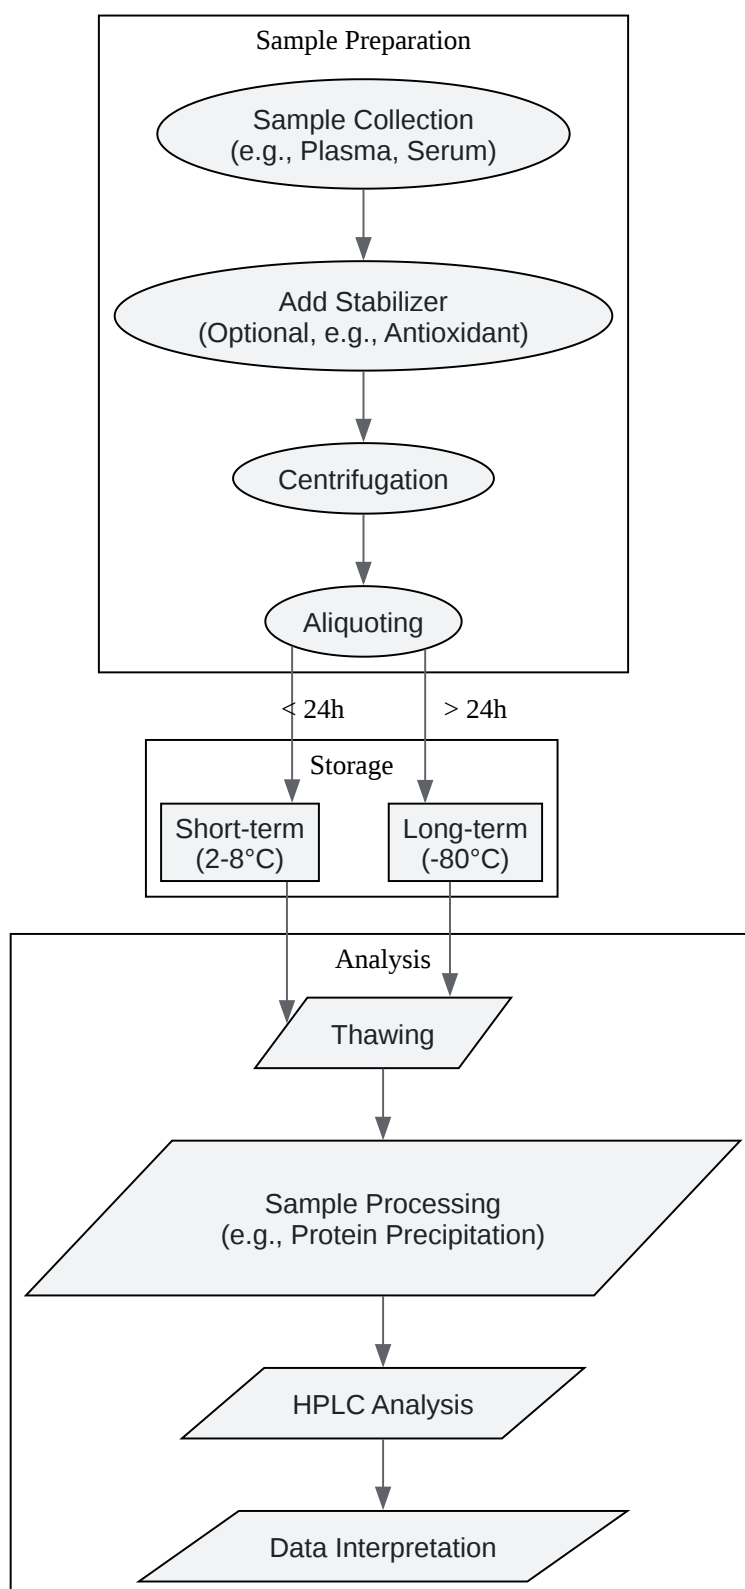 Sample Preparation
Sample Collection
(e.g., Plasma, Serum)
Add Stabilizer
(Optional, e.g., Antioxidant)
Centrifugation
Aliquoting
< 24h
> 24h
Storage
Short-term
(2-8°C)
Long-term
(-80°C)
Analysis
Thawing
Sample Processing
(e.g., Protein Precipitation)
HPLC Analysis
Data Interpretation